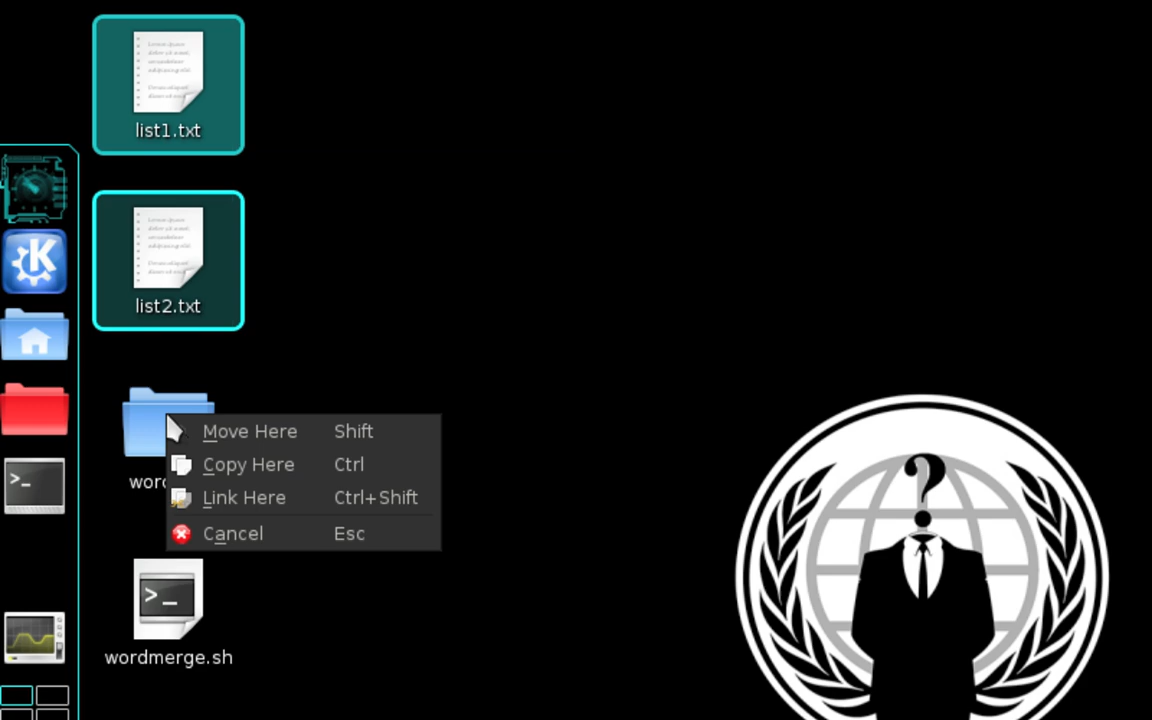 list1.txt
list2.txt
Move Here Shift
Copy Here Ctrl
Link Here Ctrl+Shift
Cancel Esc
>_
>_
wordmerge.sh